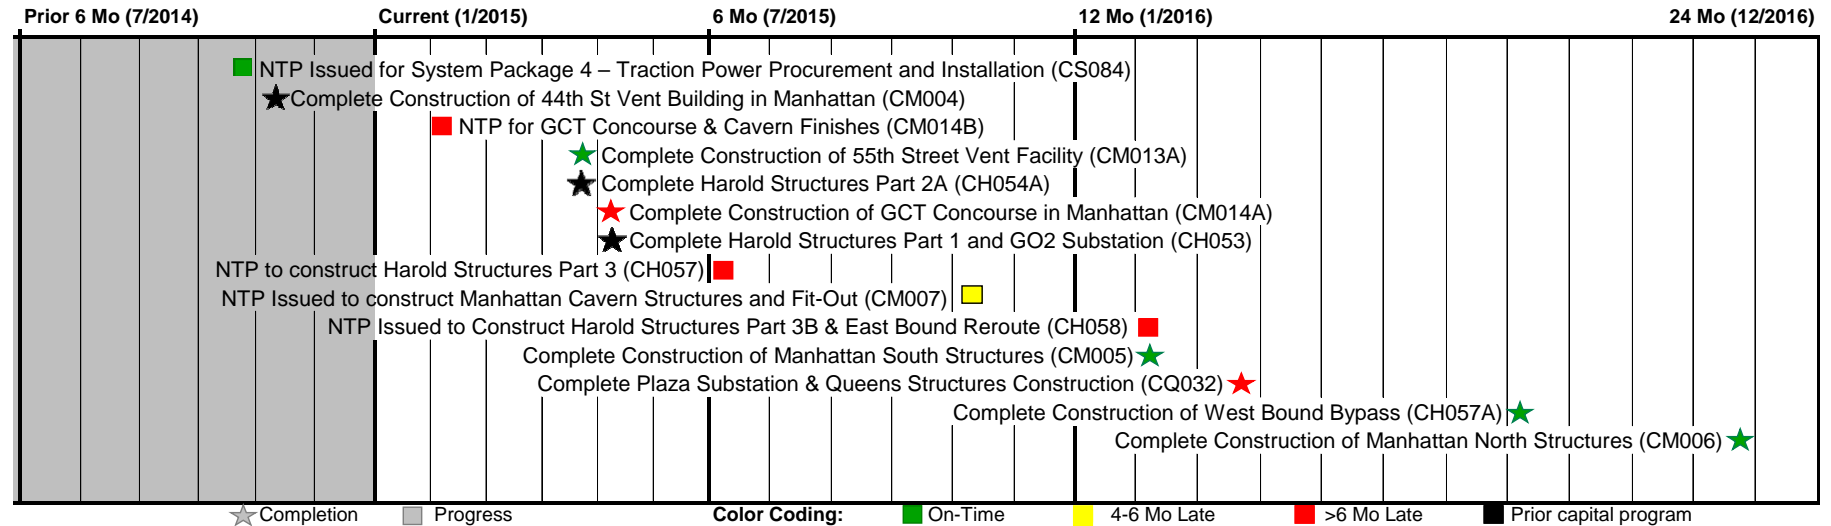 Prior 6 Mo (7/2014) Current (1/2015) 6 Mo (7/2015) 12 Mo (1/2016) 24 Mo (12/2016)
NTP Issued for System Package 4 – Traction Power Procurement and Installation (CS084)
Complete Construction of 44th St Vent Building in Manhattan (CM004)
NTP for GCT Concourse & Cavern Finishes (CM014B)
Complete Construction of 55th Street Vent Facility (CM013A)
Complete Harold Structures Part 2A (CH054A)
Complete Construction of GCT Concourse in Manhattan (CM014A)
Complete Harold Structures Part 1 and GO2 Substation (CH053)
NTP to construct Harold Structures Part 3 (CH057)
NTP Issued to construct Manhattan Cavern Structures and Fit-Out (CM007)
NTP Issued to Construct Harold Structures Part 3B & East Bound Reroute (CH058)
Complete Construction of Manhattan South Structures (CM005)
Complete Plaza Substation & Queens Structures Construction (CQ032)
Complete Construction of West Bound Bypass (CH057A)
Complete Construction of Manhattan North Structures (CM006)
Completion Progress Color Coding: On-Time 4-6 Mo Late >6 Mo Late Prior capital program